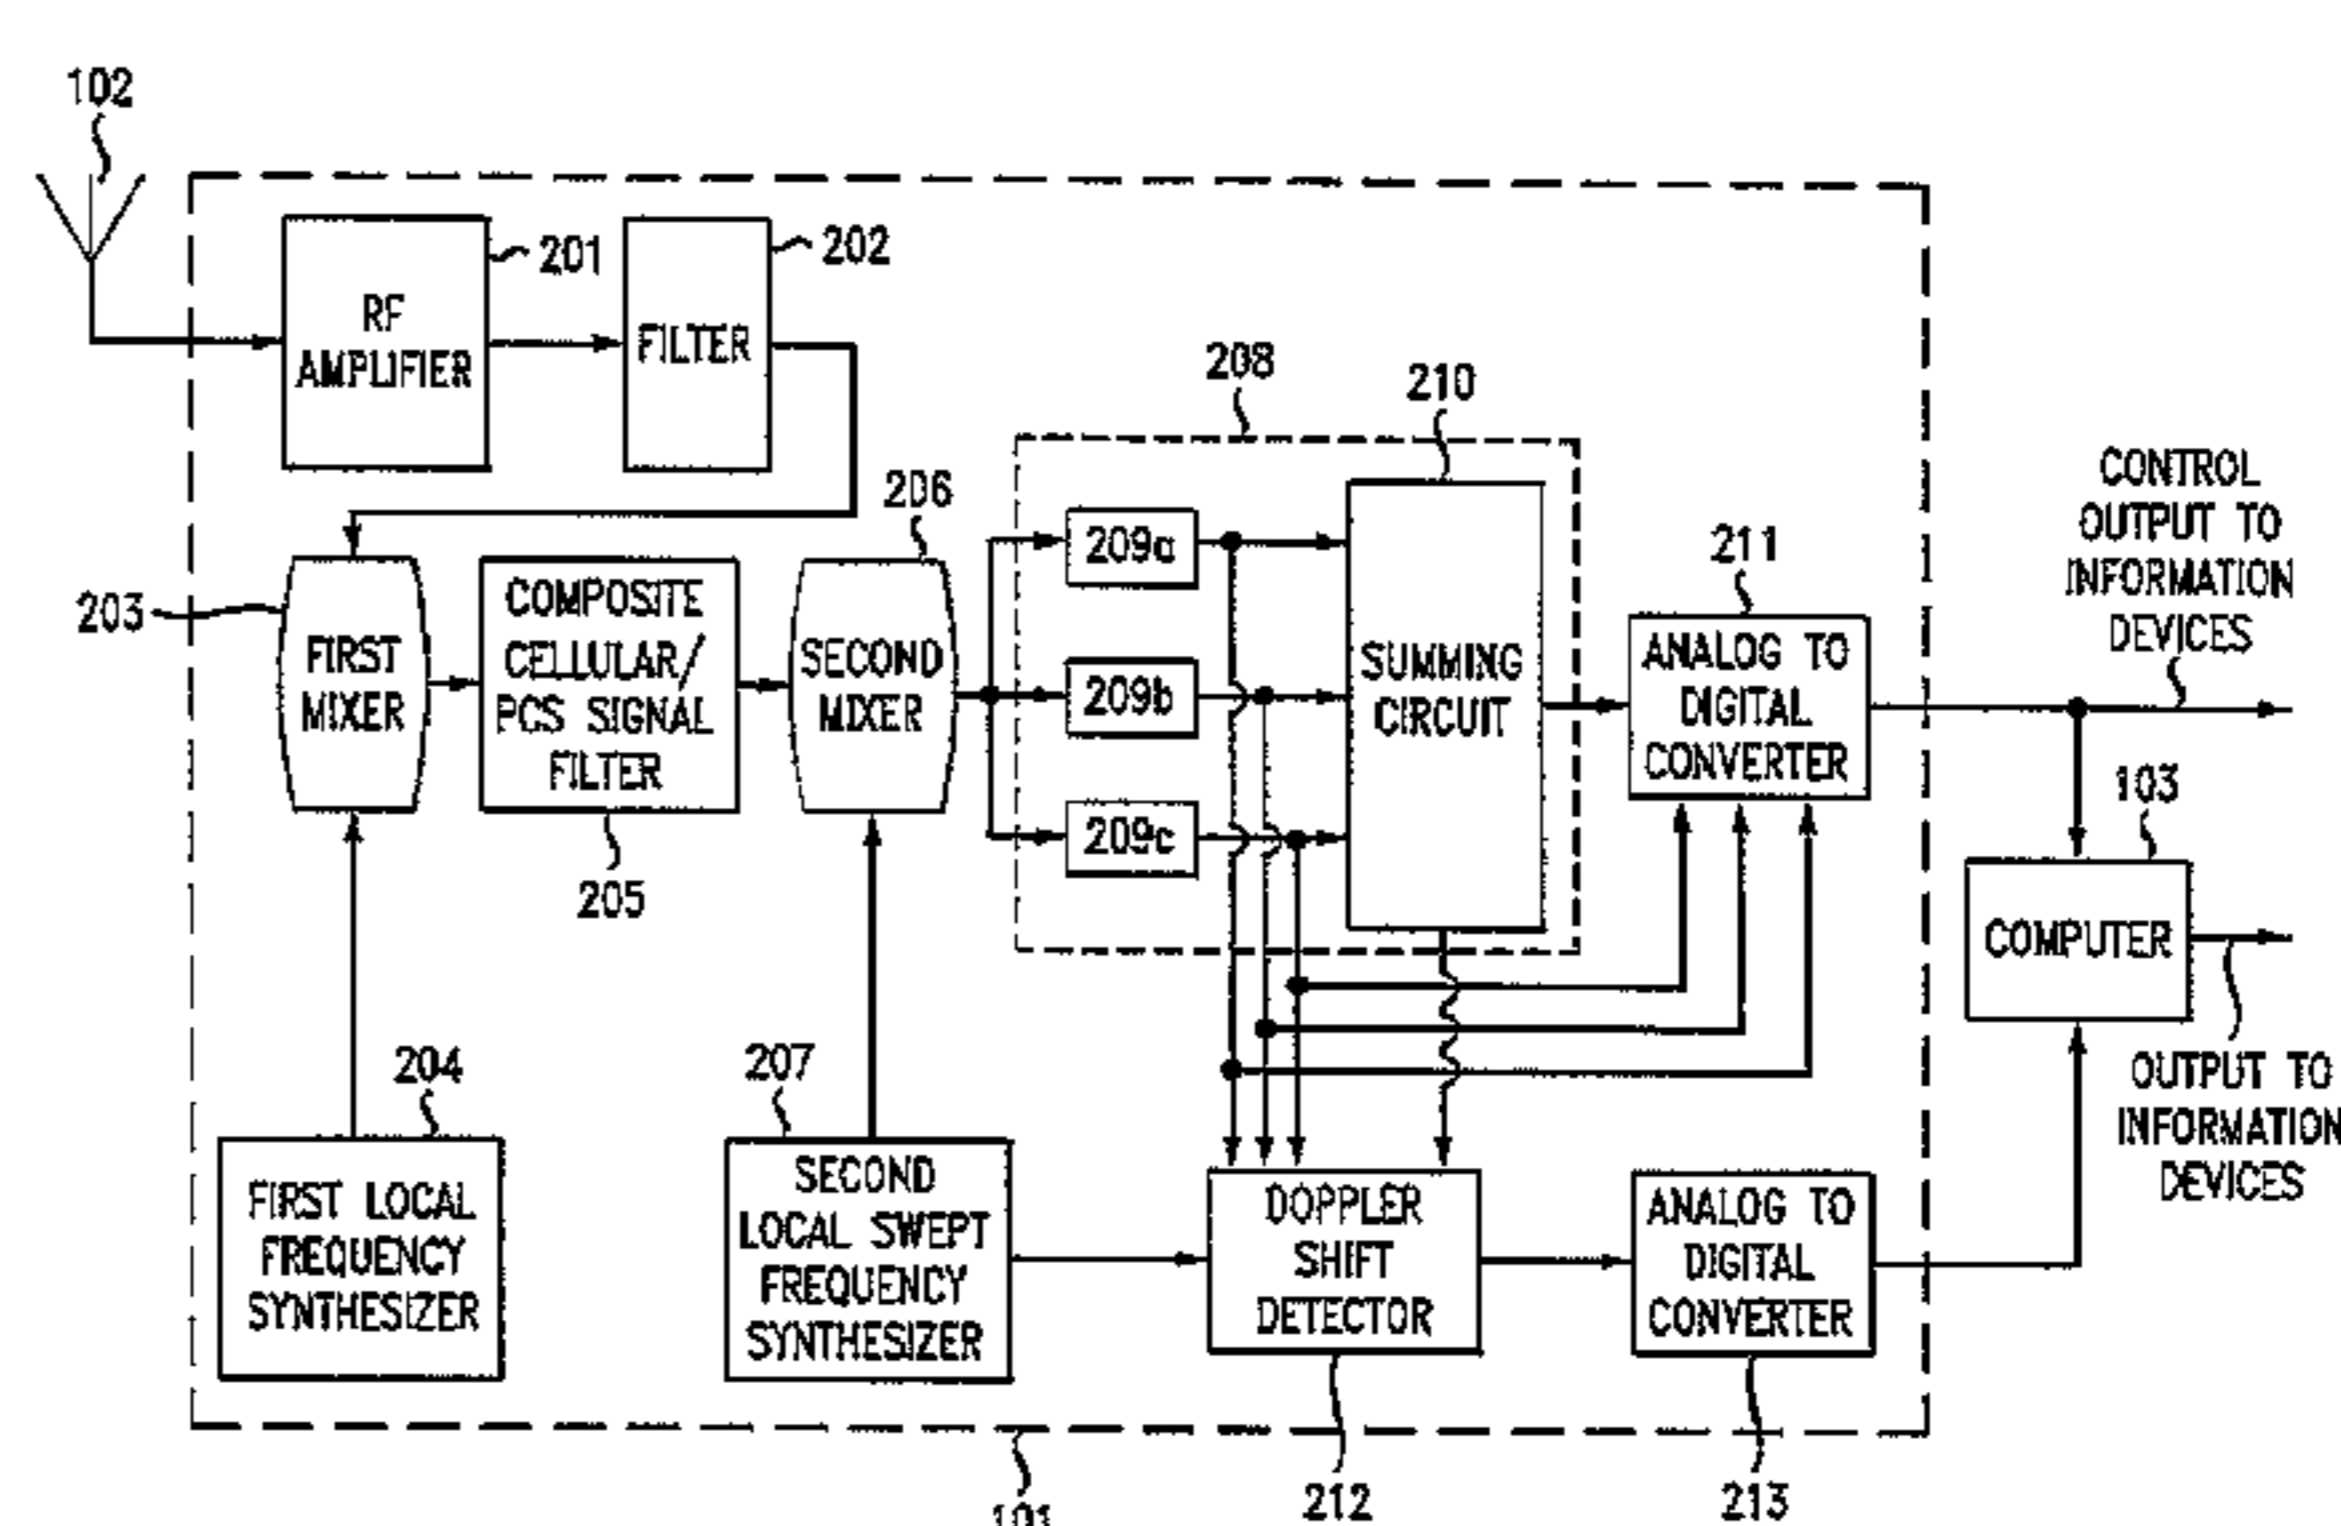 102
201
202
RF
AMPLIFIER
FILTER
208
210
206
203
FIRST
MIXER
COMPOSITE
CELLULAR/
PCS SIGNAL
FILTER
205
SECOND
MIXER
209a
209b
209c
SUMMING
CIRCUIT
211
ANALOG TO
DIGITAL
CONVERTER
CONTROL
OUTPUT TO
INFORMATION
DEVICES
103
COMPUTER
OUTPUT TO
INFORMATION
DEVICES
204
FIRST LOCAL
FREQUENCY
SYNTHESIZER
207
SECOND
LOCAL SWEPT
FREQUENCY
SYNTHESIZER
DOPPLER
SHIFT
DETECTOR
ANALOG TO
DIGITAL
CONVERTER
101
212
213